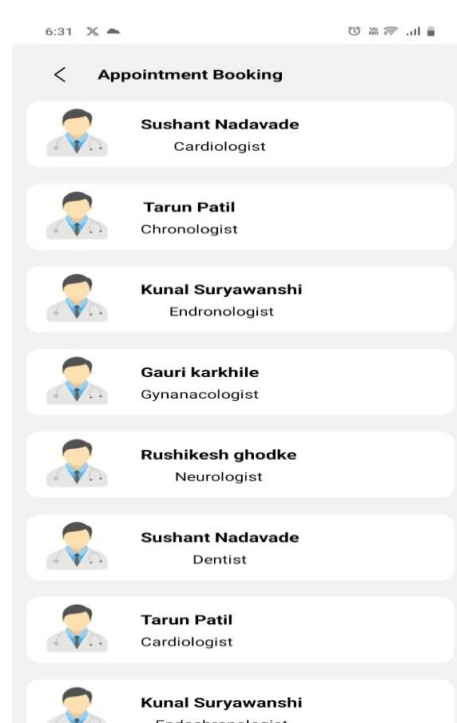 6:31
Appointment Booking
Sushant Nadavade
Cardiologist
Tarun Patil
Chronologist
Kunal Suryawanshi
Endronologist
Gauri karkhile
Gynanacologist
Rushikesh ghodke
Neurologist
Sushant Nadavade
Dentist
Tarun Patil
Cardiologist
Kunal Suryawanshi